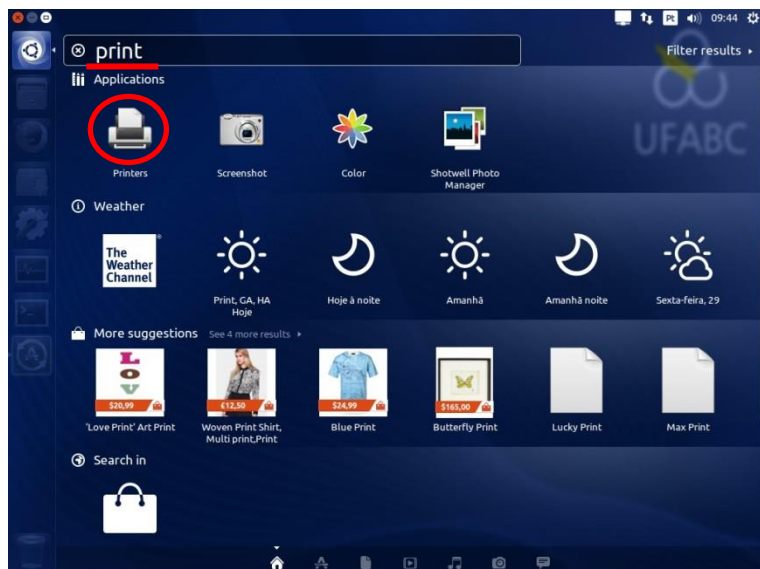 Pt
09:44
print
Filter results
UFABC
Applications
Printers
Screenshot
Color
Shotwell Photo
Manager
Weather
The
Weather
Channel
Print, GA, HA
Hoje
Hoje à noite
Amanhã
Amanhã noite
Sexta-feira, 29
More suggestions See 4 more results
L
O
V
$20,99
£12,50
$24,99
$165,00
'Love Print' Art Print
Woven Print Shirt,
Multi print,Print
Blue Print
Butterfly Print
Lucky Print
Max Print
Search in